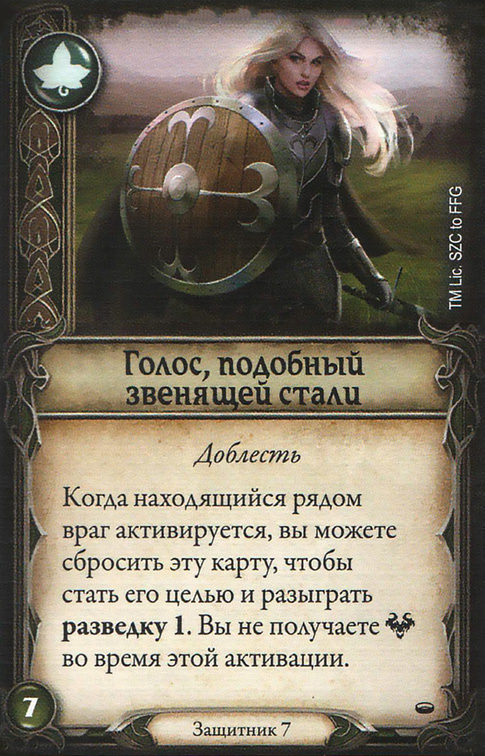 TM Lic. SZC to FFG
Голос, подобный
звенящей стали
Доблесть
Когда находящийся рядом
враг активируется, вы можете
сбросить эту карту, чтобы
стать его целью и разыграть
разведку 1. Вы не получаете
во время этой активации.
7
Защитник 7